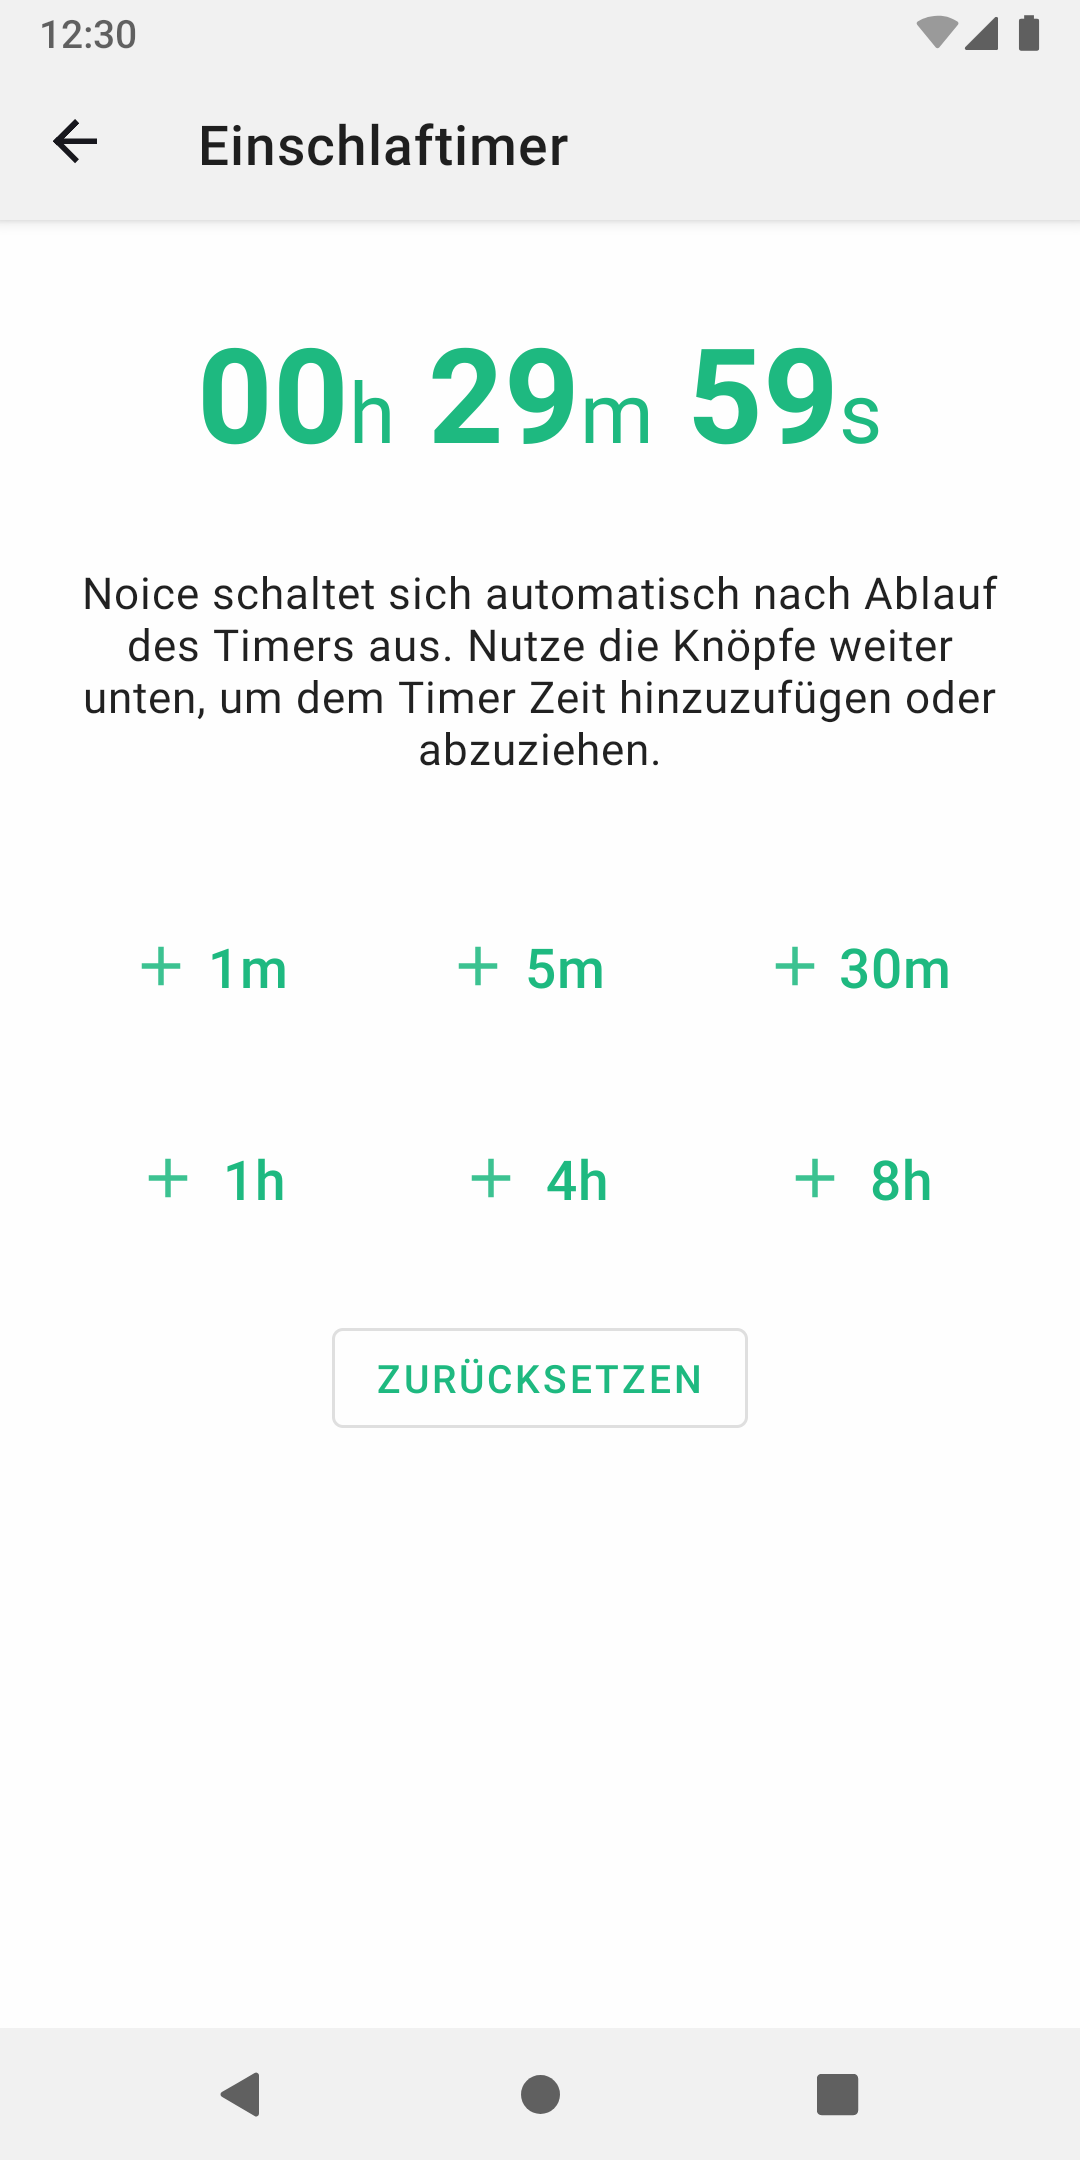 12:30
Einschlaftimer
00h 29m 59s
Noice schaltet sich automatisch nach Ablauf
des Timers aus. Nutze die Knöpfe weiter
unten, um dem Timer Zeit hinzuzufügen oder
abzuziehen.
+ 1m + 5m + 30m
+ 1h + 4h + 8h
ZURÜCKSETZEN